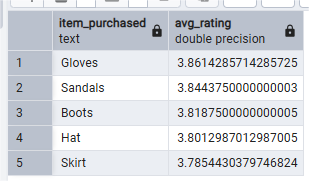 item_purchased avg_rating
text double precision
1 Gloves 3.8614285714285725
2 Sandals 3.8443750000000003
3 Boots 3.8187500000000005
4 Hat 3.8012987012987005
5 Skirt 3.7854430379746824